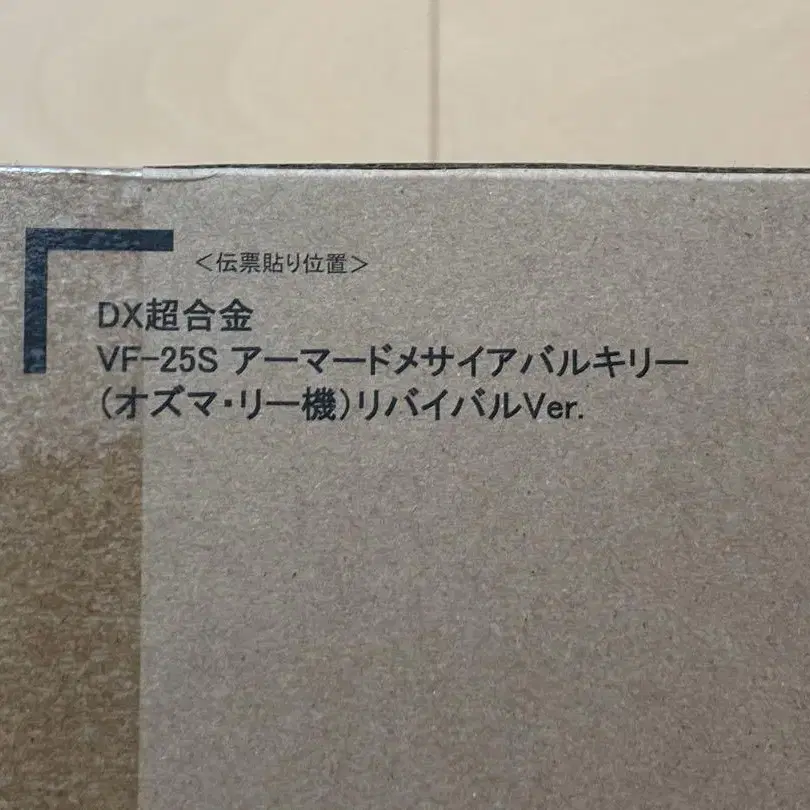 ＜伝票貼り位置＞
DX超合金
VF-25S アーマードメサイアバルキリー
(オズマ・リー機)リバイバルVer.